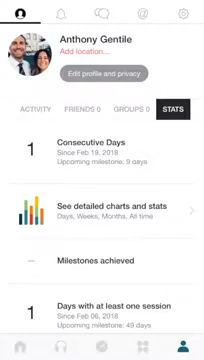 Anthony Gentile
Add location...
Edit profile and privacy
ACTIVITY FRIENDS 0 GROUPS 0 STATS
1 Consecutive Days
Since Feb 19, 2018
Upcoming milestone: 9 days
See detailed charts and stats
Days, Weeks, Months, All time
-- Milestones achieved
1 Days with at least one session
Since Feb 06, 2018
Upcoming milestone: 49 days